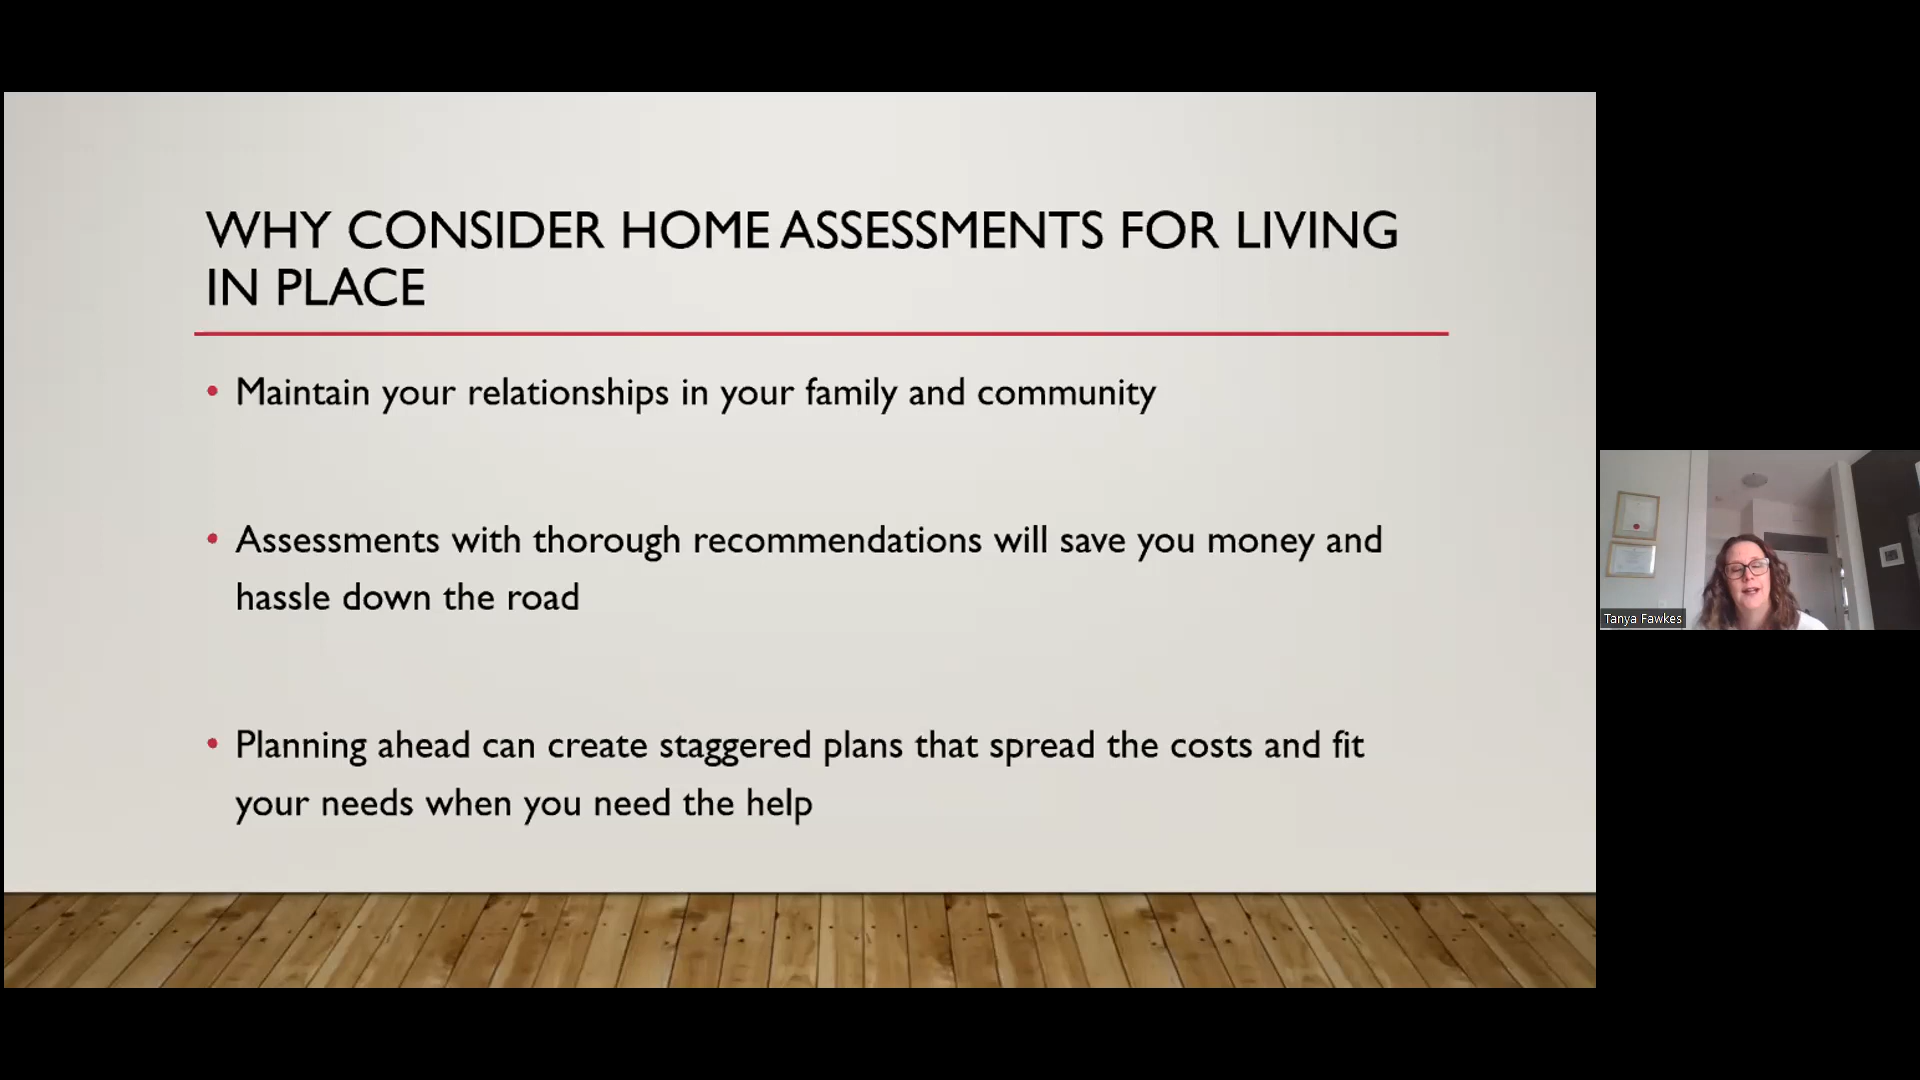 WHY CONSIDER HOME ASSESSMENTS FOR LIVING
IN PLACE
• Maintain your relationships in your family and community
• Assessments with thorough recommendations will save you money and
hassle down the road
• Planning ahead can create staggered plans that spread the costs and fit
your needs when you need the help
Tanya Fawkes